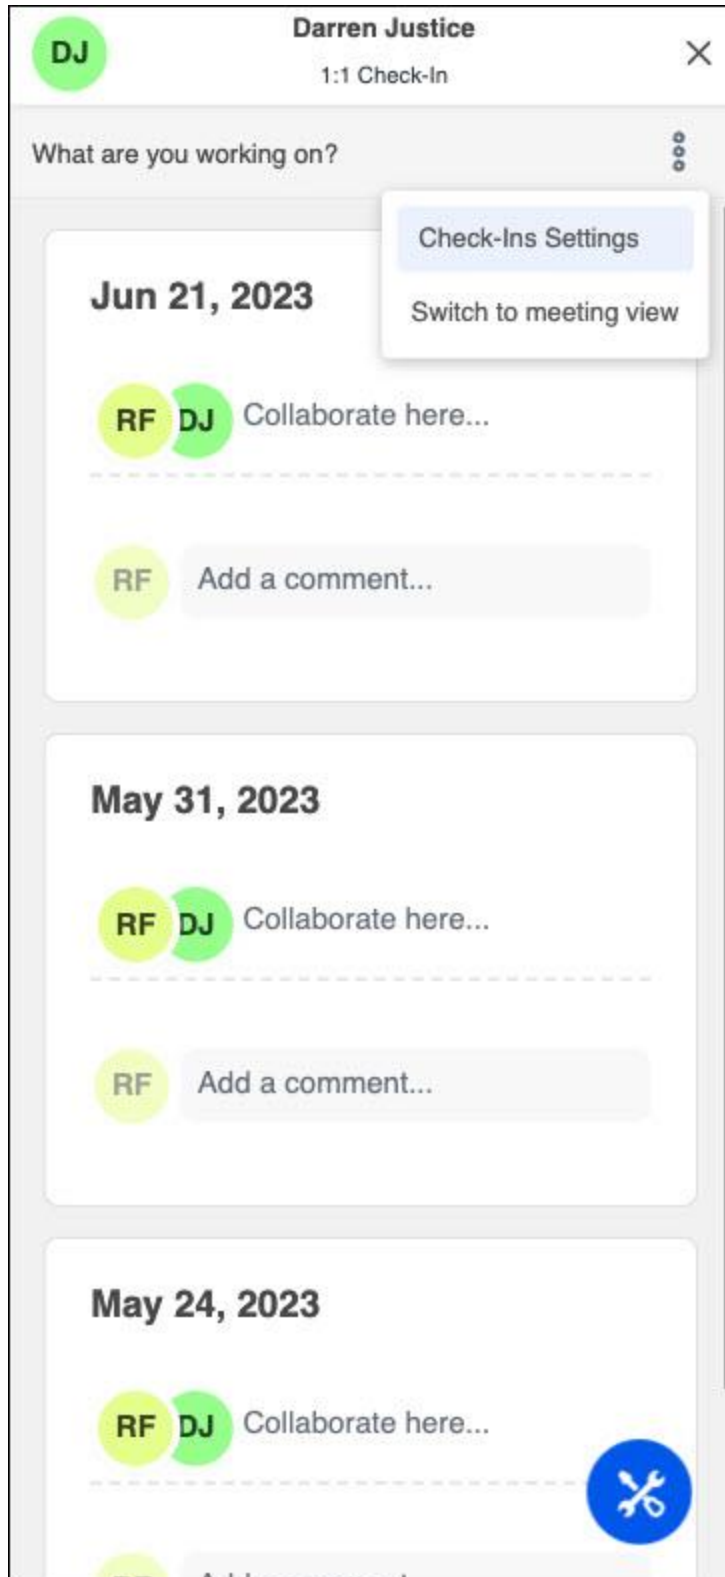 DJ
Darren Justice
1:1 Check-In
What are you working on?
Check-Ins Settings
Switch to meeting view
Jun 21, 2023
RF DJ Collaborate here...
RF Add a comment...
May 31, 2023
RF DJ Collaborate here...
RF Add a comment...
May 24, 2023
RF DJ Collaborate here...